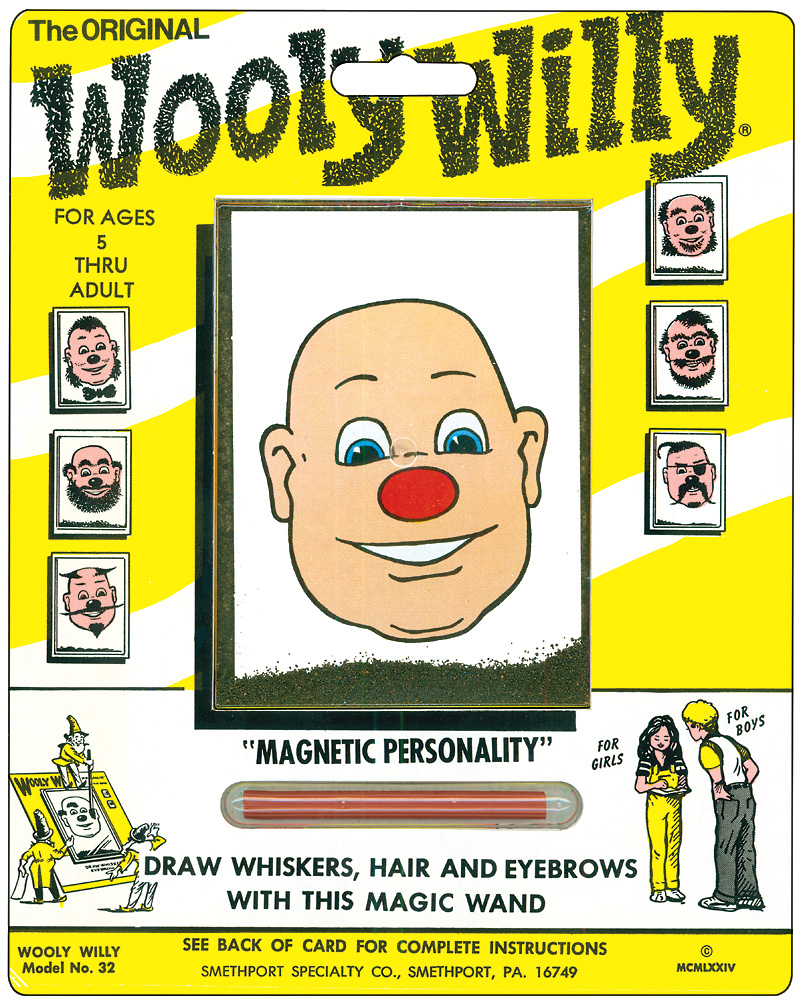 The ORIGINAL
Wooly Willy®
FOR AGES
5
THRU
ADULT
"MAGNETIC PERSONALITY"
FOR
GIRLS
FOR
BOYS
WOOLY W
DRAW WHISKERS, HAIR AND EYEBROWS
WITH THIS MAGIC WAND
WOOLY WILLY
Model No. 32
SEE BACK OF CARD FOR COMPLETE INSTRUCTIONS
SMETHPORT SPECIALTY CO., SMETHPORT, PA. 16749
©
MCMLXXIV